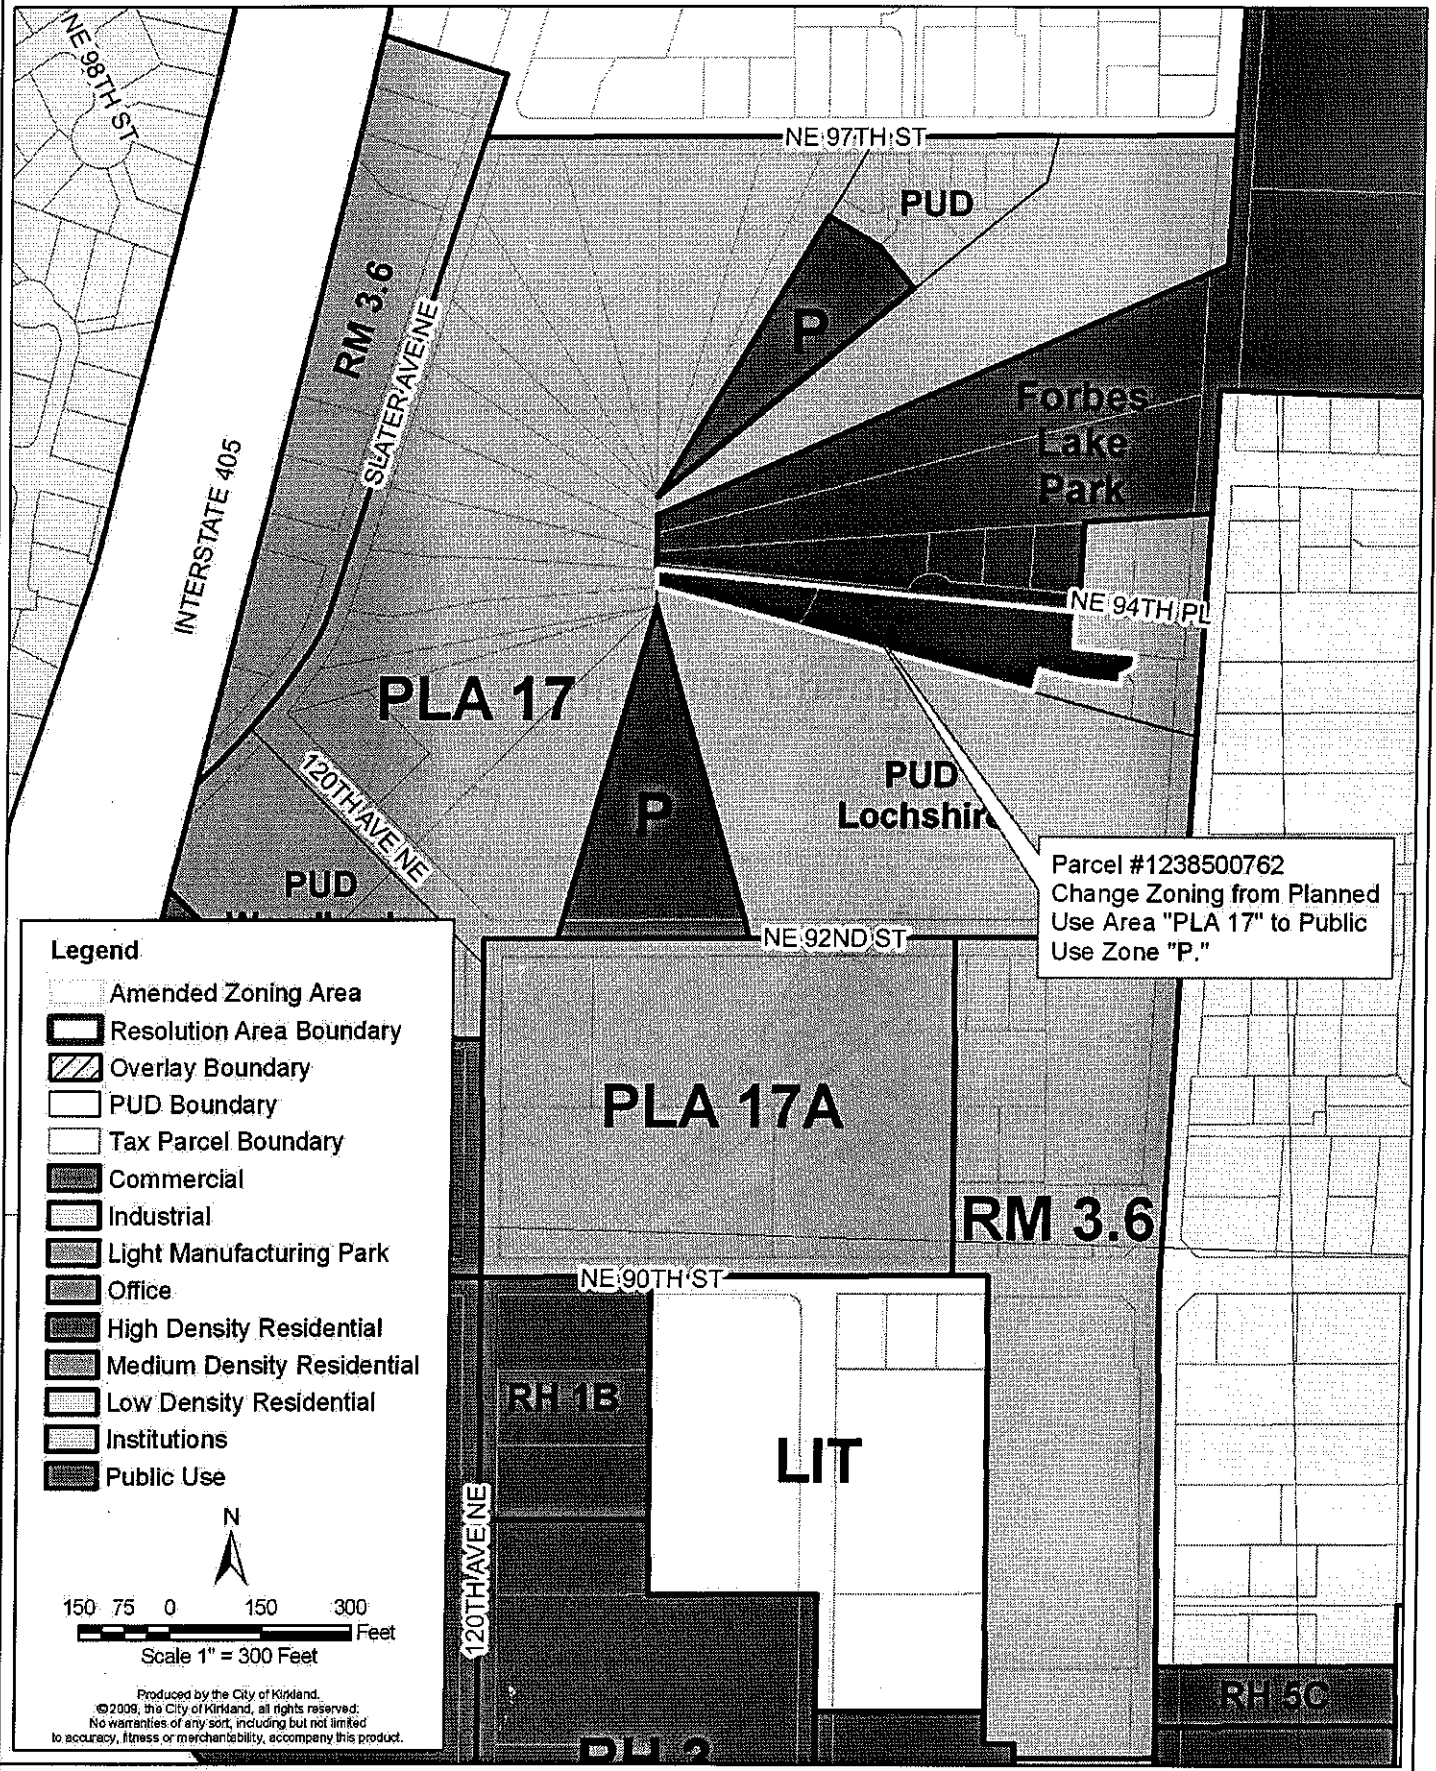 NE 98TH ST
NE 97TH ST
PUD
RM 3.6
SLATER AVE NE
P
Forbes
Lake
Park
INTERSTATE 405
NE 94TH PL
PLA 17
120TH AVE NE
P
PUD
Lochshire
PUD
Parcel #1238500762
Change Zoning from Planned
Use Area "PLA 17" to Public
Use Zone "P."
NE 92ND ST
PLA 17A
RM 3.6
NE 90TH ST
RH 1B
LIT
120TH AVE NE
RH 5C
RH 3
Legend
Amended Zoning Area
Resolution Area Boundary
Overlay Boundary
PUD Boundary
Tax Parcel Boundary
Commercial
Industrial
Light Manufacturing Park
Office
High Density Residential
Medium Density Residential
Low Density Residential
Institutions
Public Use
N
150 75 0 150 300
Feet
Scale 1" = 300 Feet
Produced by the City of Kirkland.
©2009, the City of Kirkland, all rights reserved.
No warranties of any sort, including but not limited
to accuracy, fitness or merchantability, accompany this product.